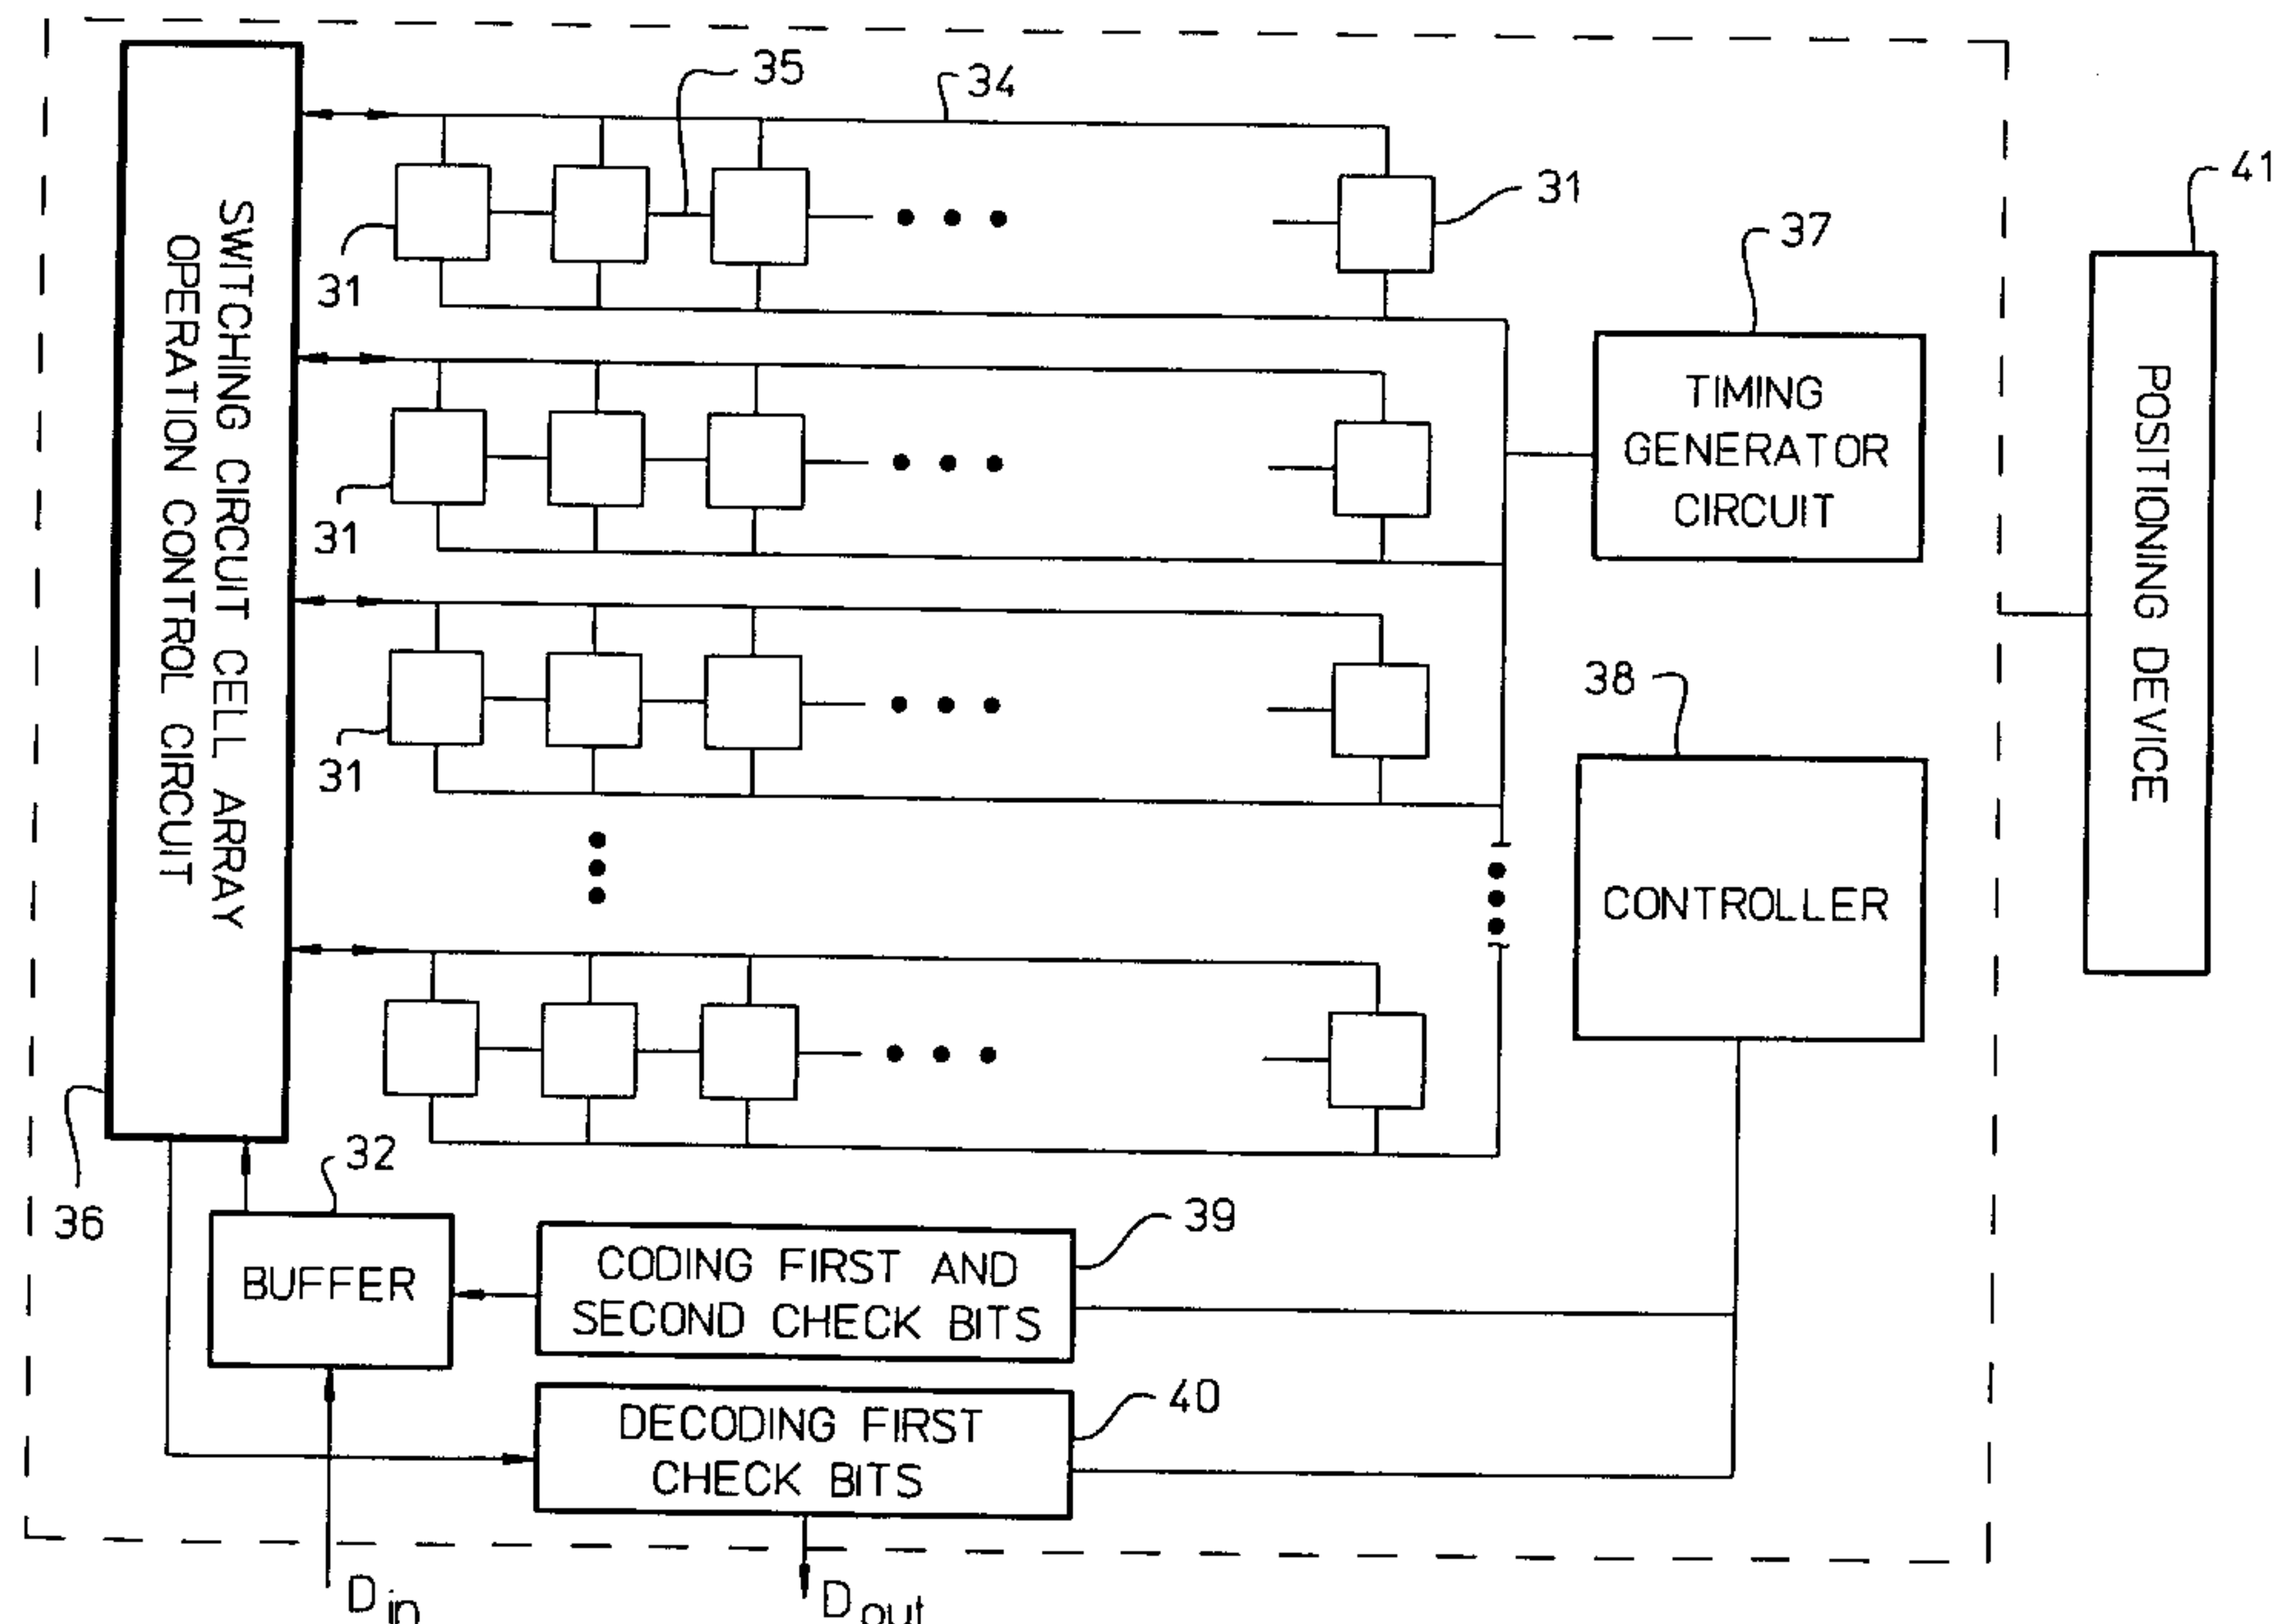 35
34
41
31
31
37
SWITCHING CIRCUIT CELL ARRAY
OPERATION CONTROL CIRCUIT
TIMING
GENERATOR
CIRCUIT
POSITIONING DEVICE
31
38
31
CONTROLLER
36
32
39
BUFFER
CODING FIRST AND
SECOND CHECK BITS
40
DECODING FIRST
CHECK BITS
Din
Dout